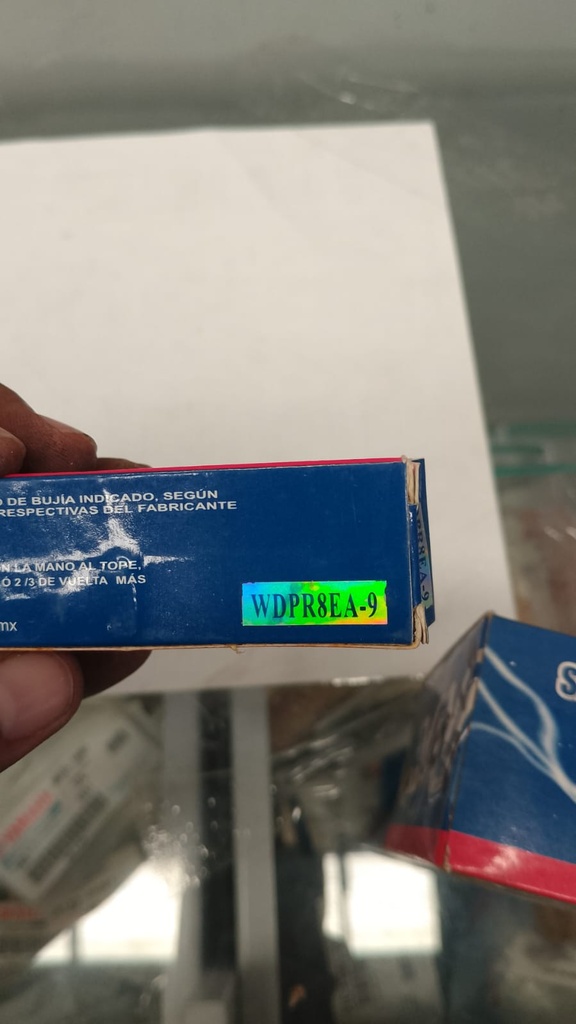 DE BUJÍA INDICADO, SEGÚN
RESPECTIVAS DEL FABRICANTE
LA MANO AL TOPE,
Ó 2/3 DE VUELTA MÁS
mx
WDPR8EA-9
S